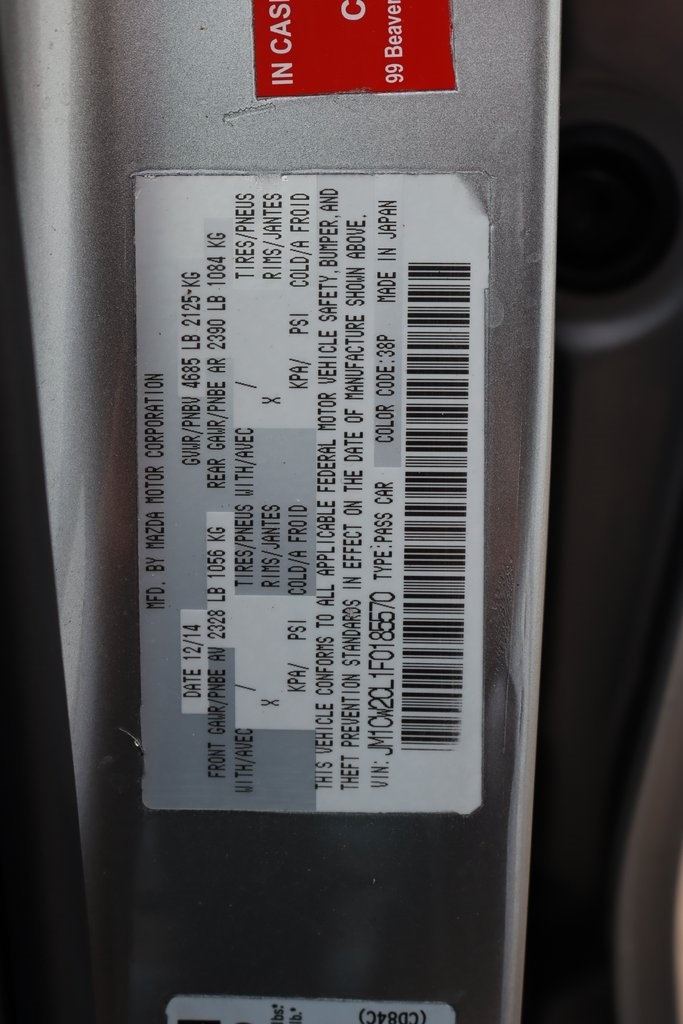 IN CAS
C
99 Beaver
MFD. BY MAZDA MOTOR CORPORATION
DATE 12/14 GVWR/PNBV 4685 LB 2125-KG
FRONT GAWR/PNBE AV 2328 LB 1056 KG REAR GAWR/PNBE AR 2390 LB 1084 KG
WITH/AVEC / TIRES/PNEUS WITH/AVEC / TIRES/PNEUS
X RIMS/JANTES X RIMS/JANTES
KPA/ PSI COLD/A FROID KPA/ PSI COLD/A FROID
THIS VEHICLE CONFORMS TO ALL APPLICABLE FEDERAL MOTOR VEHICLE SAFETY, BUMPER, AND
THEFT PREVENTION STANDARDS IN EFFECT ON THE DATE OF MANUFACTURE SHOWN ABOVE.
VIN: JM1CW2CL1F0185570 TYPE:PASS CAR COLOR CODE:38P MADE IN JAPAN
lbs.
lb.
(CD84C)